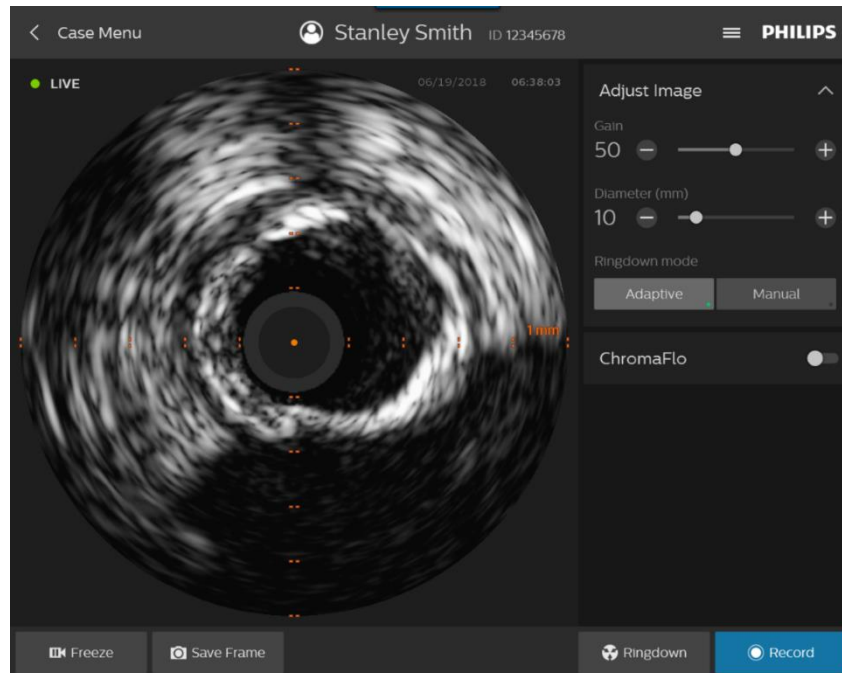 Case Menu
Stanley Smith ID 12345678
PHILIPS
LIVE
06/19/2018 06:38:03
1 mm
Adjust Image
Gain
50
Diameter (mm)
10
Ringdown mode
Adaptive Manual
ChromaFlo
Freeze Save Frame Ringdown Record